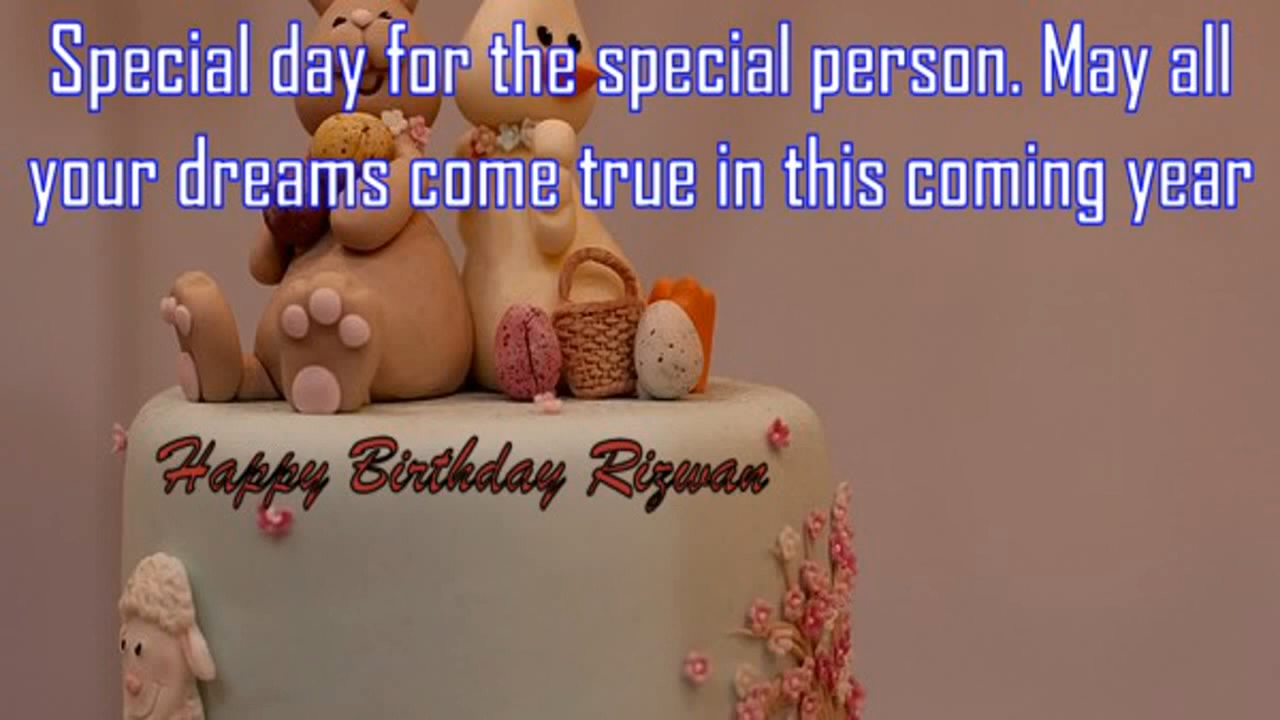 Special day for the special person. May all
your dreams come true in this coming year
Happy Birthday Rizwan